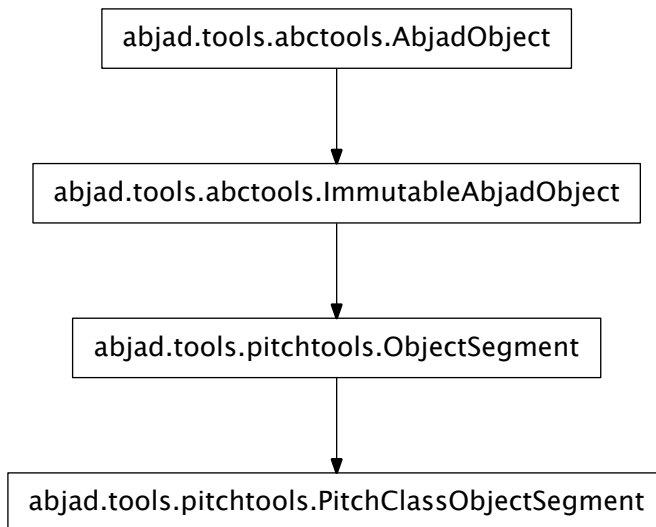 abjad.tools.abctools.AbjadObject
abjad.tools.abctools.ImmutableAbjadObject
abjad.tools.pitchtools.ObjectSegment
abjad.tools.pitchtools.PitchClassObjectSegment